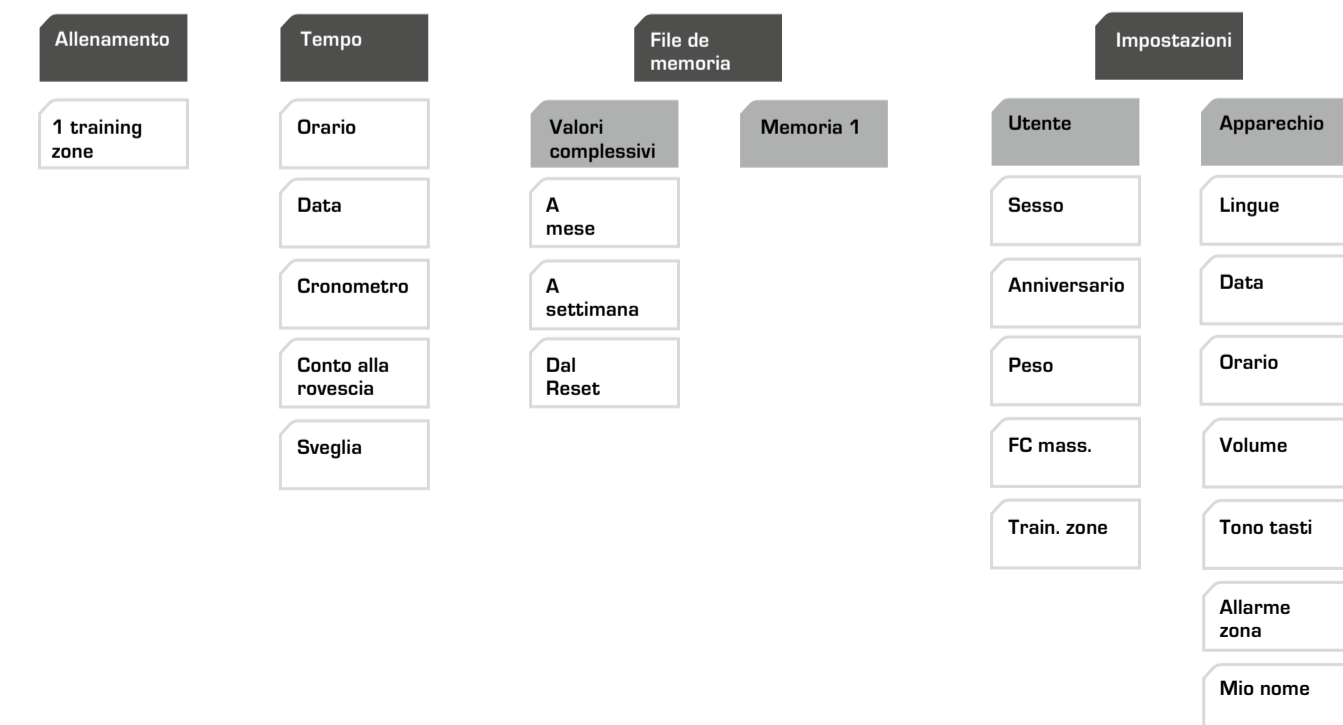 Allenamento
1 training
zone
Tempo
Orario
Data
Cronometro
Conto alla
rovescia
Sveglia
File de
memoria
Valori
complessivi
A
mese
A
settimana
Dal
Reset
Memoria 1
Impostazioni
Utente
Sesso
Anniversario
Peso
FC mass.
Train. zone
Apparechio
Lingue
Data
Orario
Volume
Tono tasti
Allarme
zona
Mio nome